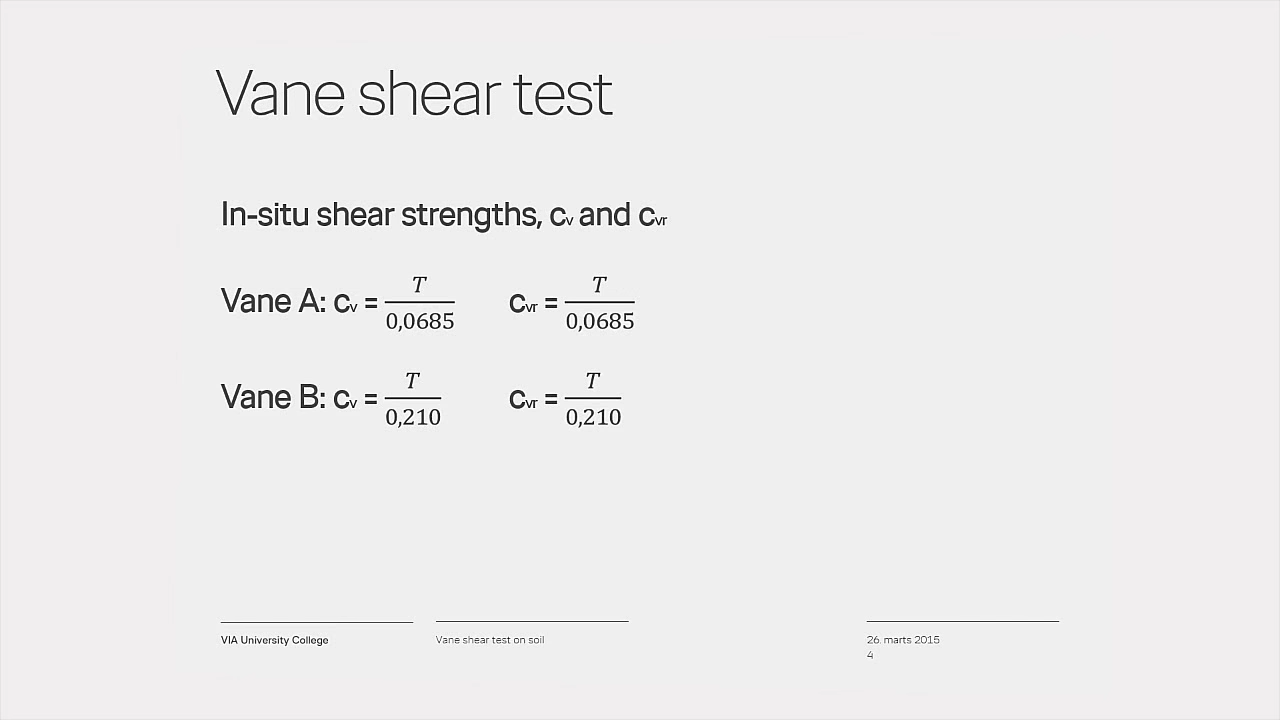 Vane shear test
In-situ shear strengths, cv and cvr
Vane A: cv = T/0,0685 cvr = T/0,0685
Vane B: cv = T/0,210 cvr = T/0,210
VIA University College
Vane shear test on soil
26. marts 2015
4